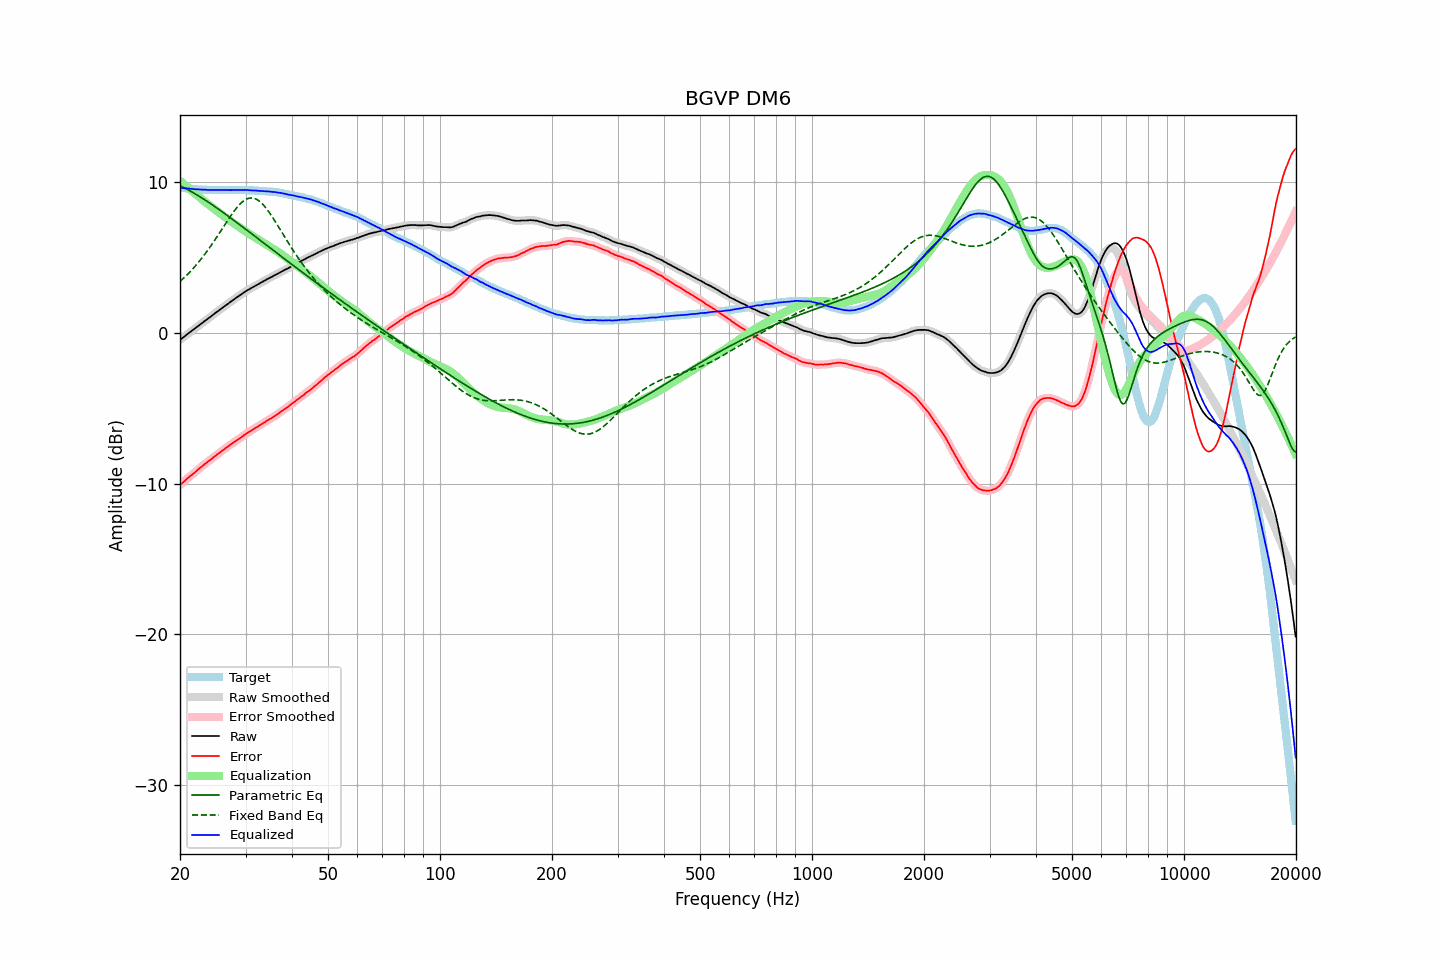 BGVP DM6
Amplitude (dBr)
10
0
−10
−20
−30
Target
Raw Smoothed
Error Smoothed
Raw
Error
Equalization
Parametric Eq
Fixed Band Eq
Equalized
20 50 100 200 500 1000 2000 5000 10000 20000
Frequency (Hz)